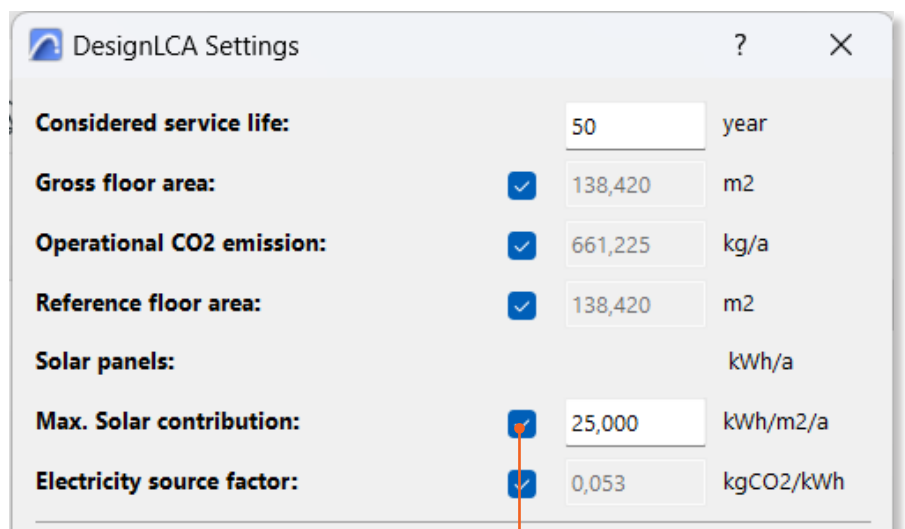 DesignLCA Settings ?
Considered service life: 50 year
Gross floor area: 138,420 m2
Operational CO2 emission: 661,225 kg/a
Reference floor area: 138,420 m2
Solar panels: kWh/a
Max. Solar contribution: 25,000 kWh/m2/a
Electricity source factor: 0,053 kgCO2/kWh